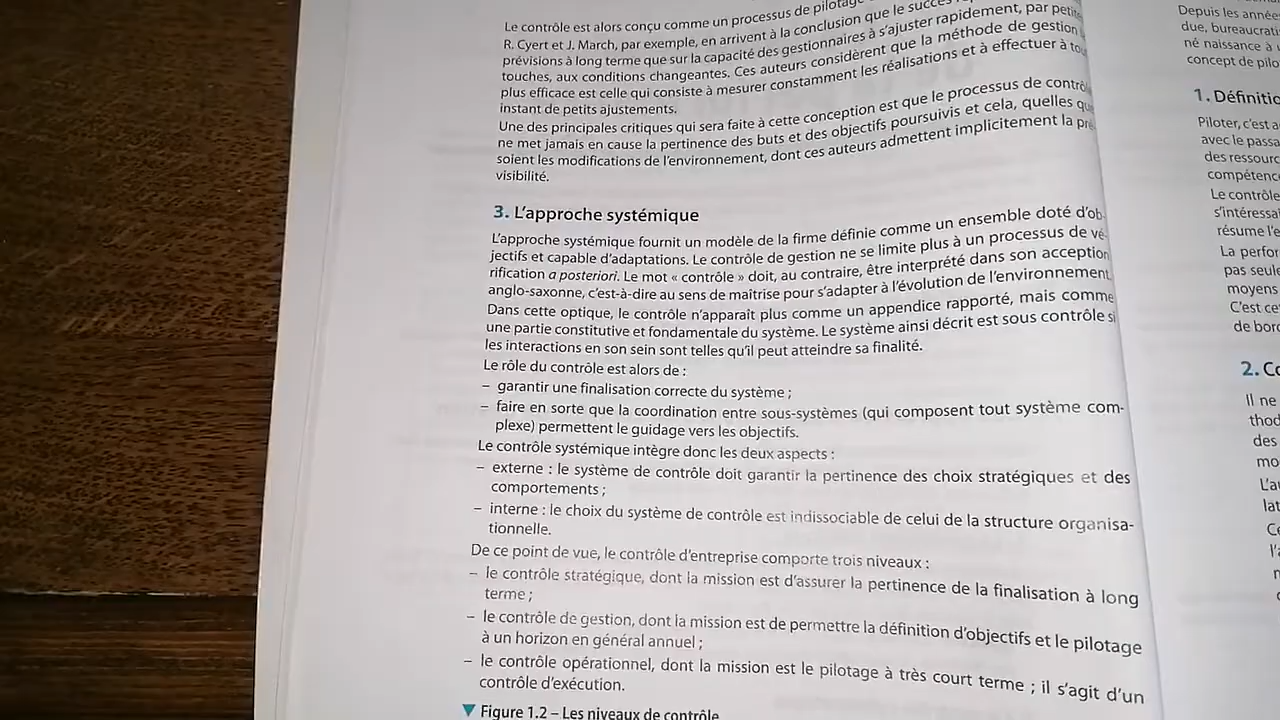 Le contrôle est alors conçu comme un processus de pilotage
R. Cyert et J. March, par exemple, en arrivent à la conclusion que le succès
prévisions à long terme que sur la capacité des gestionnaires à s'ajuster rapidement, par petites
touches, aux conditions changeantes. Ces auteurs considèrent que la méthode de gestion
plus efficace est celle qui consiste à mesurer constamment les réalisations et à effectuer à
instant de petits ajustements.
Une des principales critiques qui sera faite à cette conception est que le processus de contrôle
ne met jamais en cause la pertinence des buts et des objectifs poursuivis et cela, quelles
soient les modifications de l'environnement, dont ces auteurs admettent implicitement la
visibilité.
3. L'approche systémique
L'approche systémique fournit un modèle de la firme définie comme un ensemble doté d'ob-
jectifs et capable d'adaptations. Le contrôle de gestion ne se limite plus à un processus de vé-
rification a posteriori. Le mot « contrôle » doit, au contraire, être interprété dans son acception
anglo-saxonne, c'est-à-dire au sens de maîtrise pour s'adapter à l'évolution de l'environnement
Dans cette optique, le contrôle n'apparaît plus comme un appendice rapporté, mais comme
une partie constitutive et fondamentale du système. Le système ainsi décrit est sous contrôle si
les interactions en son sein sont telles qu'il peut atteindre sa finalité.
Le rôle du contrôle est alors de :
– garantir une finalisation correcte du système ;
– faire en sorte que la coordination entre sous-systèmes (qui composent tout système com-
plexe) permettent le guidage vers les objectifs.
Le contrôle systémique intègre donc les deux aspects :
– externe : le système de contrôle doit garantir la pertinence des choix stratégiques et des
comportements ;
– interne : le choix du système de contrôle est indissociable de celui de la structure organisa-
tionnelle.
De ce point de vue, le contrôle d'entreprise comporte trois niveaux :
– le contrôle stratégique, dont la mission est d'assurer la pertinence de la finalisation à long
terme ;
– le contrôle de gestion, dont la mission est de permettre la définition d'objectifs et le pilotage
à un horizon en général annuel ;
– le contrôle opérationnel, dont la mission est le pilotage à très court terme ; il s'agit d'un
contrôle d'exécution.
▼ Figure 1.2 – Les niveaux de contrôle
Depuis les année
due, bureaucrati
né naissance à
concept de pilo
1. Définitio
Piloter, c'est a
avec le passa
des ressourc
compétenc
Le contrôle
s'intéressa
résume l'e
La perfor
pas seule
moyens
C'est ce
de bor
2. Co
Il ne
thod
des
mo
L'au
lat
Ce